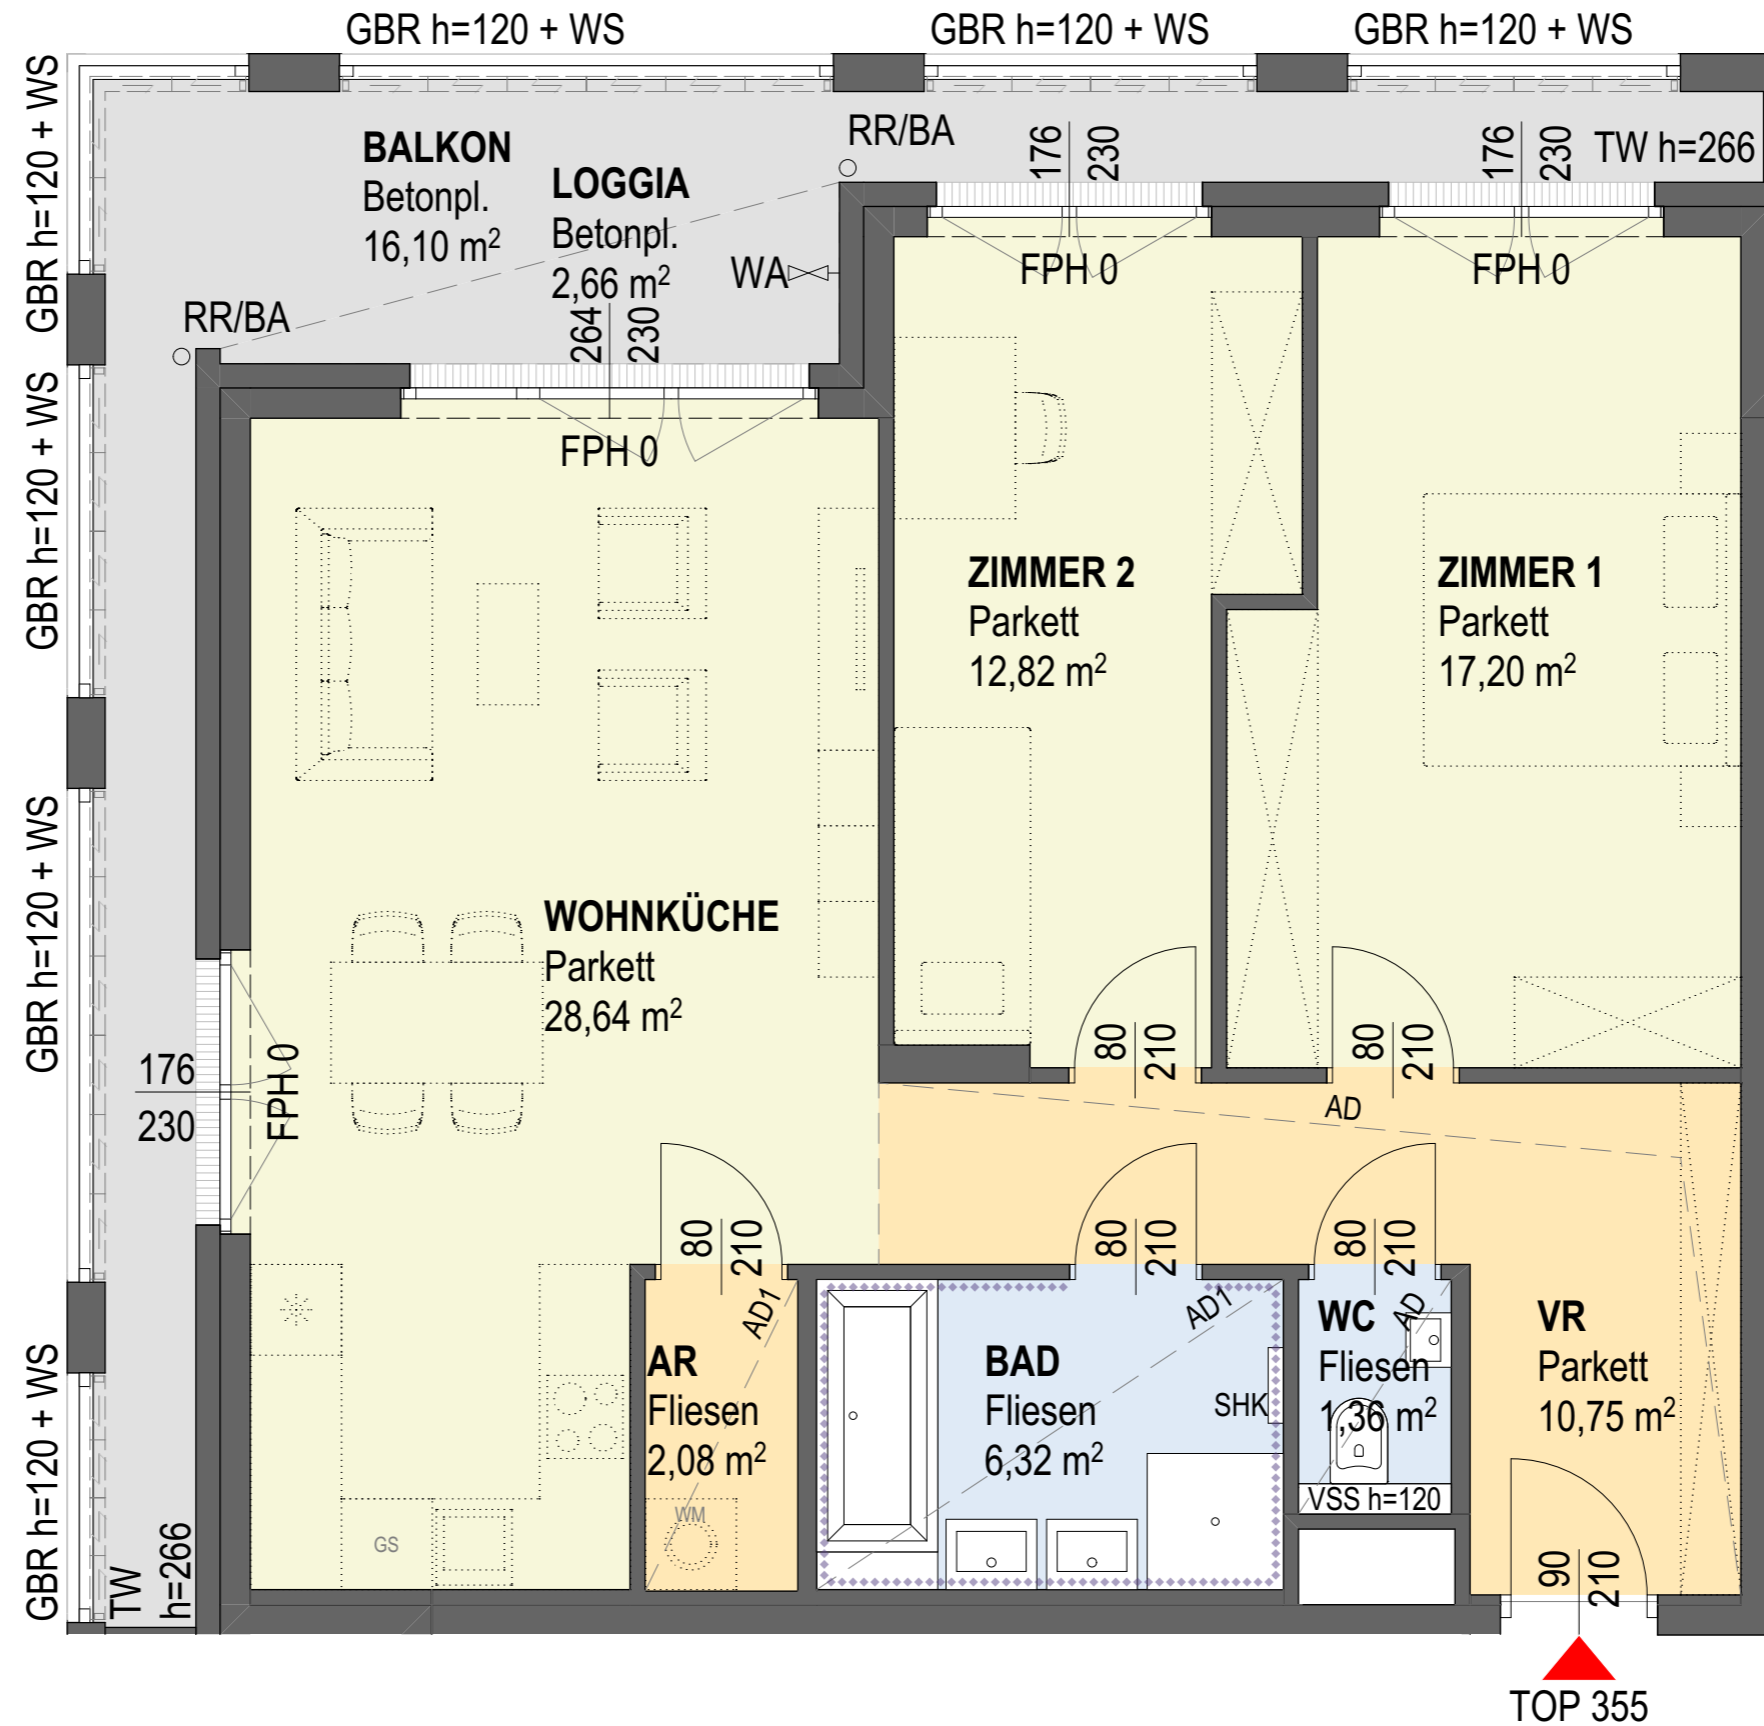 GBR h=120 + WS
GBR h=120 + WS
GBR h=120 + WS
GBR h=120 + WS
GBR h=120 + WS
GBR h=120 + WS
GBR h=120 + WS
BALKON
Betonpl.
16,10 m²
LOGGIA
Betonpl.
2,66 m²
RR/BA
RR/BA
WA
176
230
176
230
TW h=266
264
230
FPH 0
FPH 0
FPH 0
ZIMMER 2
Parkett
12,82 m²
ZIMMER 1
Parkett
17,20 m²
WOHNKÜCHE
Parkett
28,64 m²
176
230
FPH 0
80
210
80
210
AD
80
210
80
210
80
210
AD1
AD1
AD
AR
Fliesen
2,08 m²
BAD
Fliesen
6,32 m²
SHK
WC
Fliesen
1,36 m²
VR
Parkett
10,75 m²
VSS h=120
GS
WM
TW
h=266
90
210
TOP 355